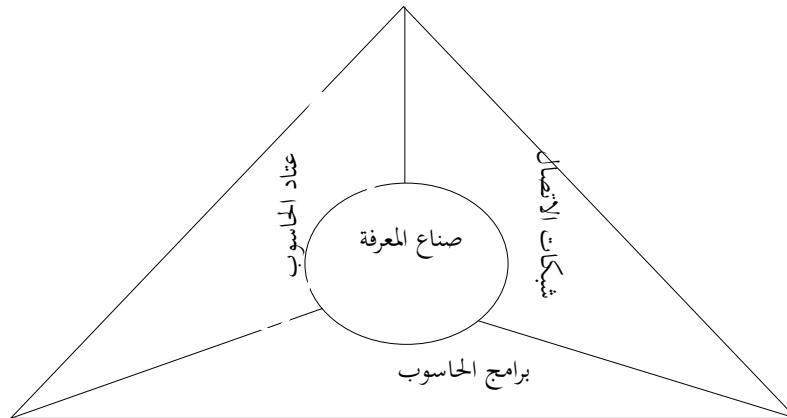 شبكات الاتصال
عتاد الحاسوب
صناع المعرفة
برامج الحاسوب